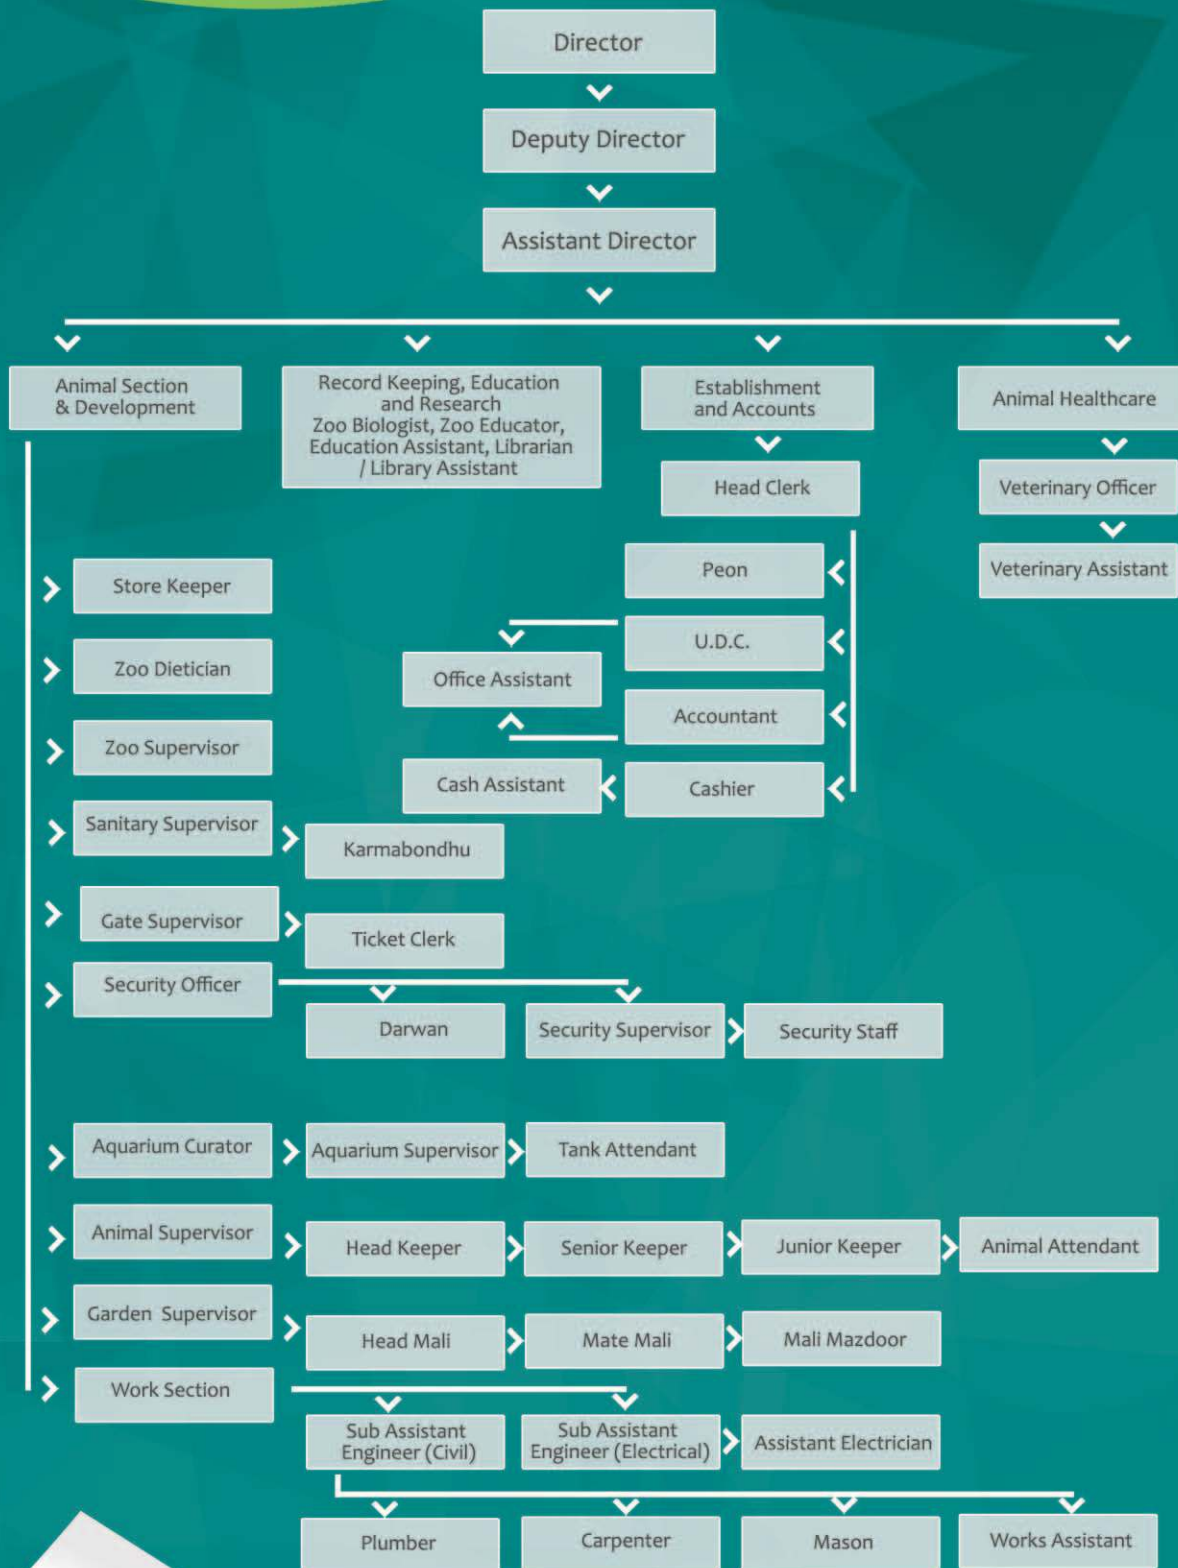 Director
Deputy Director
Assistant Director
Animal Section
& Development
Record Keeping, Education
and Research
Zoo Biologist, Zoo Educator,
Education Assistant, Librarian
/ Library Assistant
Establishment
and Accounts
Animal Healthcare
Head Clerk
Veterinary Officer
Veterinary Assistant
Peon
U.D.C.
Office Assistant
Accountant
Cash Assistant
Cashier
Store Keeper
Zoo Dietician
Zoo Supervisor
Sanitary Supervisor
Karmabondhu
Gate Supervisor
Ticket Clerk
Security Officer
Darwan
Security Supervisor
Security Staff
Aquarium Curator
Aquarium Supervisor
Tank Attendant
Animal Supervisor
Head Keeper
Senior Keeper
Junior Keeper
Animal Attendant
Garden Supervisor
Head Mali
Mate Mali
Mali Mazdoor
Work Section
Sub Assistant
Engineer (Civil)
Sub Assistant
Engineer (Electrical)
Assistant Electrician
Plumber
Carpenter
Mason
Works Assistant